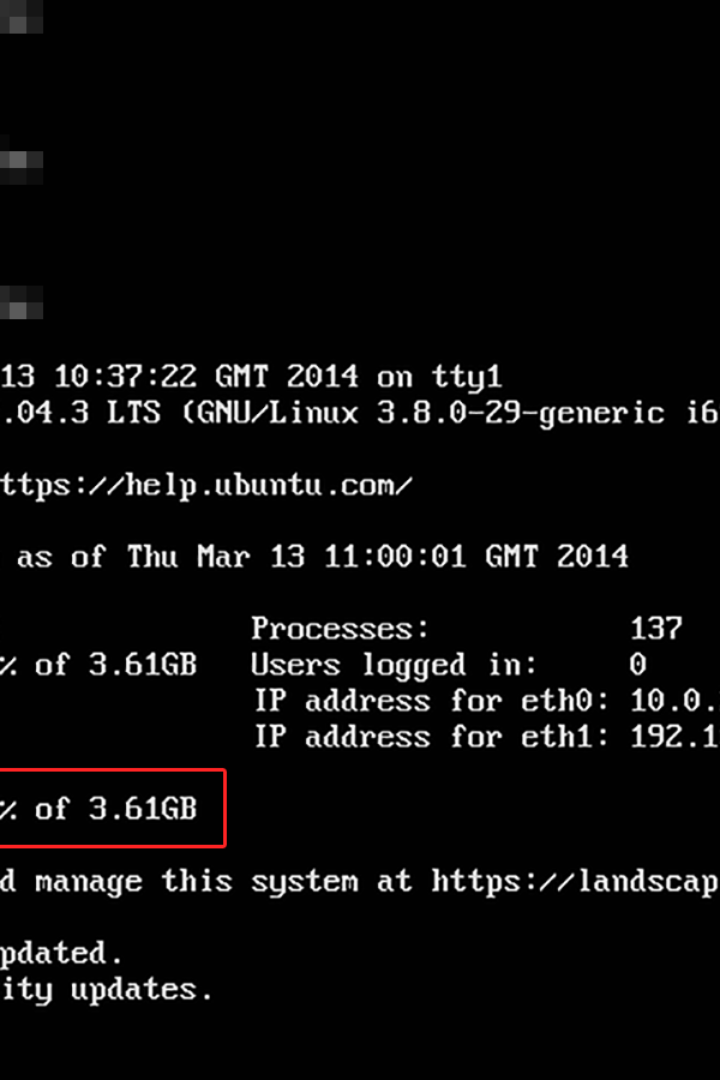 13 10:37:22 GMT 2014 on tty1
.04.3 LTS (GNU/Linux 3.8.0-29-generic i6
ttps://help.ubuntu.com/
as of Thu Mar 13 11:00:01 GMT 2014
Processes: 137
% of 3.61GB Users logged in: 0
IP address for eth0: 10.0.
IP address for eth1: 192.1
% of 3.61GB
d manage this system at https://landscap
pdated.
ity updates.